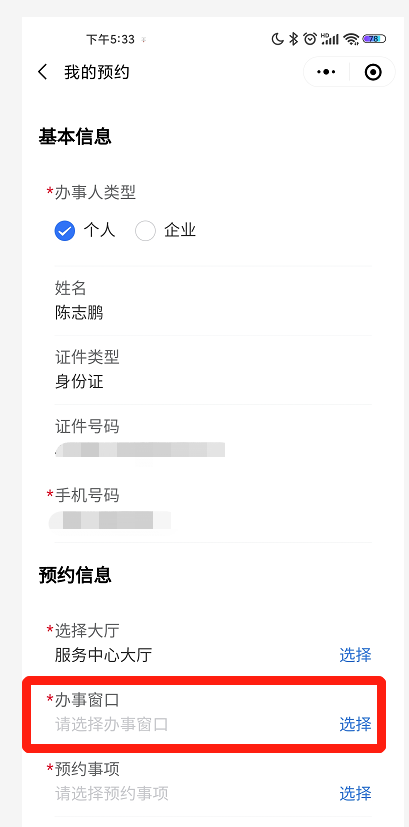 下午5:33
HD
78
我的预约
基本信息
*办事人类型
个人 企业
姓名
陈志鹏
证件类型
身份证
证件号码
*手机号码
预约信息
*选择大厅
服务中心大厅 选择
*办事窗口
请选择办事窗口 选择
*预约事项
请选择预约事项 选择